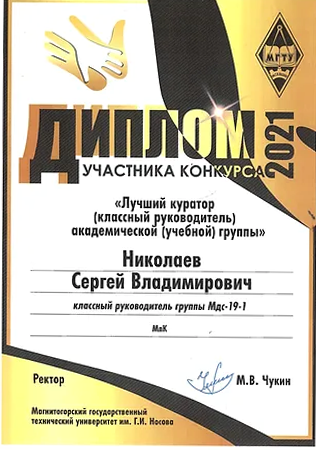 МГТУ
ДИПЛОМ
2021
УЧАСТНИКА КОНКУРСА
«Лучший куратор
(классный руководитель)
академической (учебной) группы»
Николаев
Сергей Владимирович
классный руководитель группы Мдс-19-1
МпК
Ректор
М.В. Чукин
Магнитогорский государственный
технический университет им. Г.И. Носова